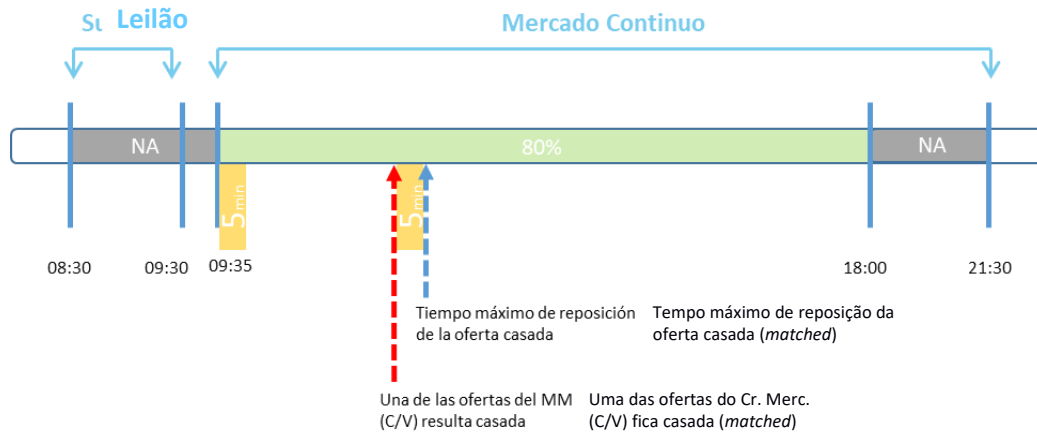 Leilão
Mercado Continuo
NA
80%
NA
5min
5min
08:30
09:30
09:35
18:00
21:30
Tiempo máximo de reposición
de la oferta casada
Tempo máximo de reposição da
oferta casada (matched)
Una de las ofertas del MM
(C/V) resulta casada
Uma das ofertas do Cr. Merc.
(C/V) fica casada (matched)